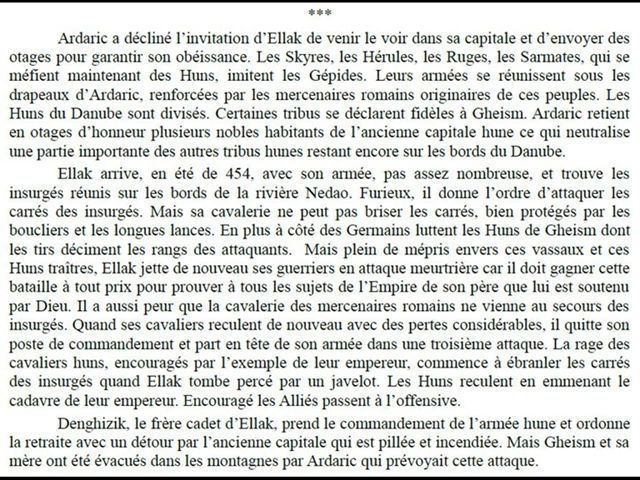 ***
Ardaric a décliné l’invitation d’Ellak de venir le voir dans sa capitale et d’envoyer des
otages pour garantir son obéissance. Les Skyres, les Hérules, les Ruges, les Sarmates, qui se
méfient maintenant des Huns, imitent les Gépides. Leurs armées se réunissent sous les
drapeaux d’Ardaric, renforcées par les mercenaires romains originaires de ces peuples. Les
Huns du Danube sont divisés. Certaines tribus se déclarent fidèles à Gheism. Ardaric retient
en otages d’honneur plusieurs nobles habitants de l’ancienne capitale hune ce qui neutralise
une partie importante des autres tribus hunes restant encore sur les bords du Danube.
Ellak arrive, en été de 454, avec son armée, pas assez nombreuse, et trouve les
insurgés réunis sur les bords de la rivière Nedao. Furieux, il donne l’ordre d’attaquer les
carrés des insurgés. Mais sa cavalerie ne peut pas briser les carrés, bien protégés par les
boucliers et les longues lances. En plus à côté des Germains luttent les Huns de Gheism dont
les tirs déciment les rangs des attaquants. Mais plein de mépris envers ces vassaux et ces
Huns traîtres, Ellak jette de nouveau ses guerriers en attaque meurtrière car il doit gagner cette
bataille à tout prix pour prouver à tous les sujets de l’Empire de son père que lui est soutenu
par Dieu. Il a aussi peur que la cavalerie des mercenaires romains ne vienne au secours des
insurgés. Quand ses cavaliers reculent de nouveau avec des pertes considérables, il quitte son
poste de commandement et part en tête de son armée dans une troisième attaque. La rage des
cavaliers huns, encouragés par l’exemple de leur empereur, commence à ébranler les carrés
des insurgés quand Ellak tombe percé par un javelot. Les Huns reculent en emmenant le
cadavre de leur empereur. Encouragé les Alliés passent à l’offensive.
Denghizik, le frère cadet d’Ellak, prend le commandement de l’armée hune et ordonne
la retraite avec un détour par l’ancienne capitale qui est pillée et incendiée. Mais Gheism et sa
mère ont été évacués dans les montagnes par Ardaric qui prévoyait cette attaque.